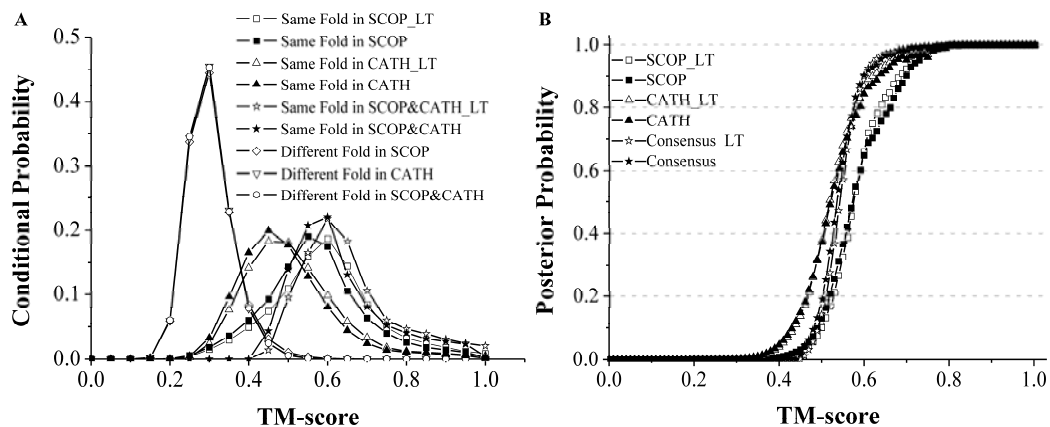 A
Same Fold in SCOP_LT
Same Fold in SCOP
Same Fold in CATH_LT
Same Fold in CATH
Same Fold in SCOP&CATH_LT
Same Fold in SCOP&CATH
Different Fold in SCOP
Different Fold in CATH
Different Fold in SCOP&CATH
Conditional Probability
0.5
0.4
0.3
0.2
0.1
0.0
0.0 0.2 0.4 0.6 0.8 1.0
TM-score
B
SCOP_LT
SCOP
CATH_LT
CATH
Consensus LT
Consensus
Posterior Probability
1.0
0.8
0.6
0.4
0.2
0.0
0.0 0.2 0.4 0.6 0.8 1.0
TM-score